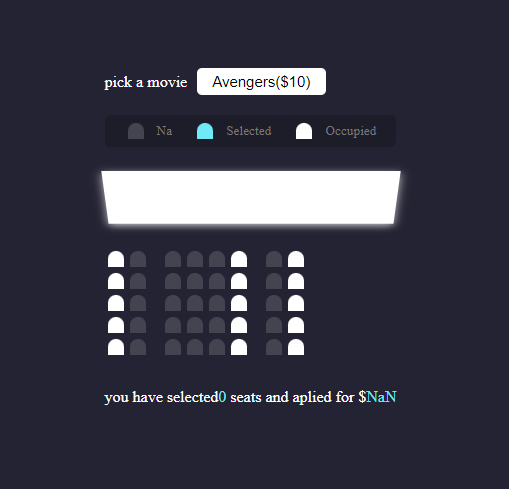 pick a movie Avengers($10)
Na Selected Occupied
you have selected0 seats and aplied for $NaN